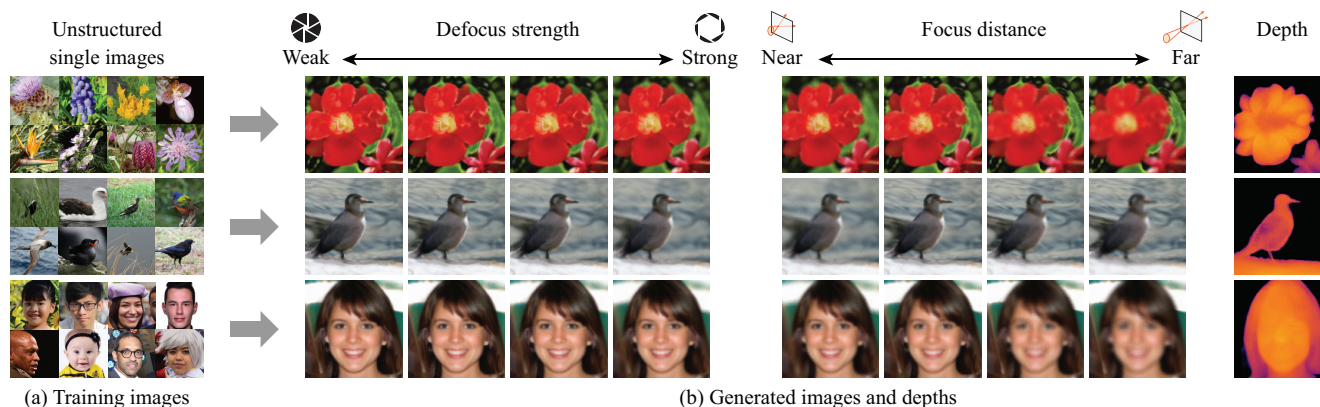 Unstructured
single images
Defocus strength
Weak
Strong
Focus distance
Near
Far
Depth
(a) Training images
(b) Generated images and depths